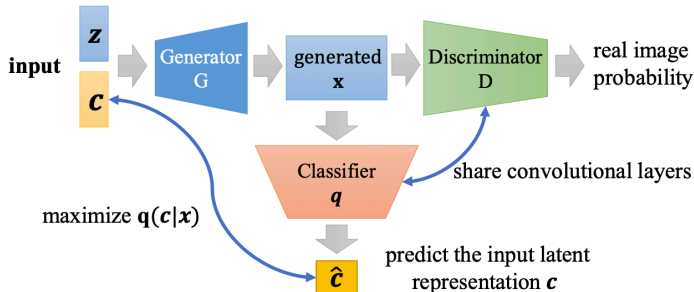 z
input
c
Generator
G
generated
x
Discriminator
D
real image
probability
Classifier
q
share convolutional layers
maximize q(c|x)
ĉ
predict the input latent
representation c